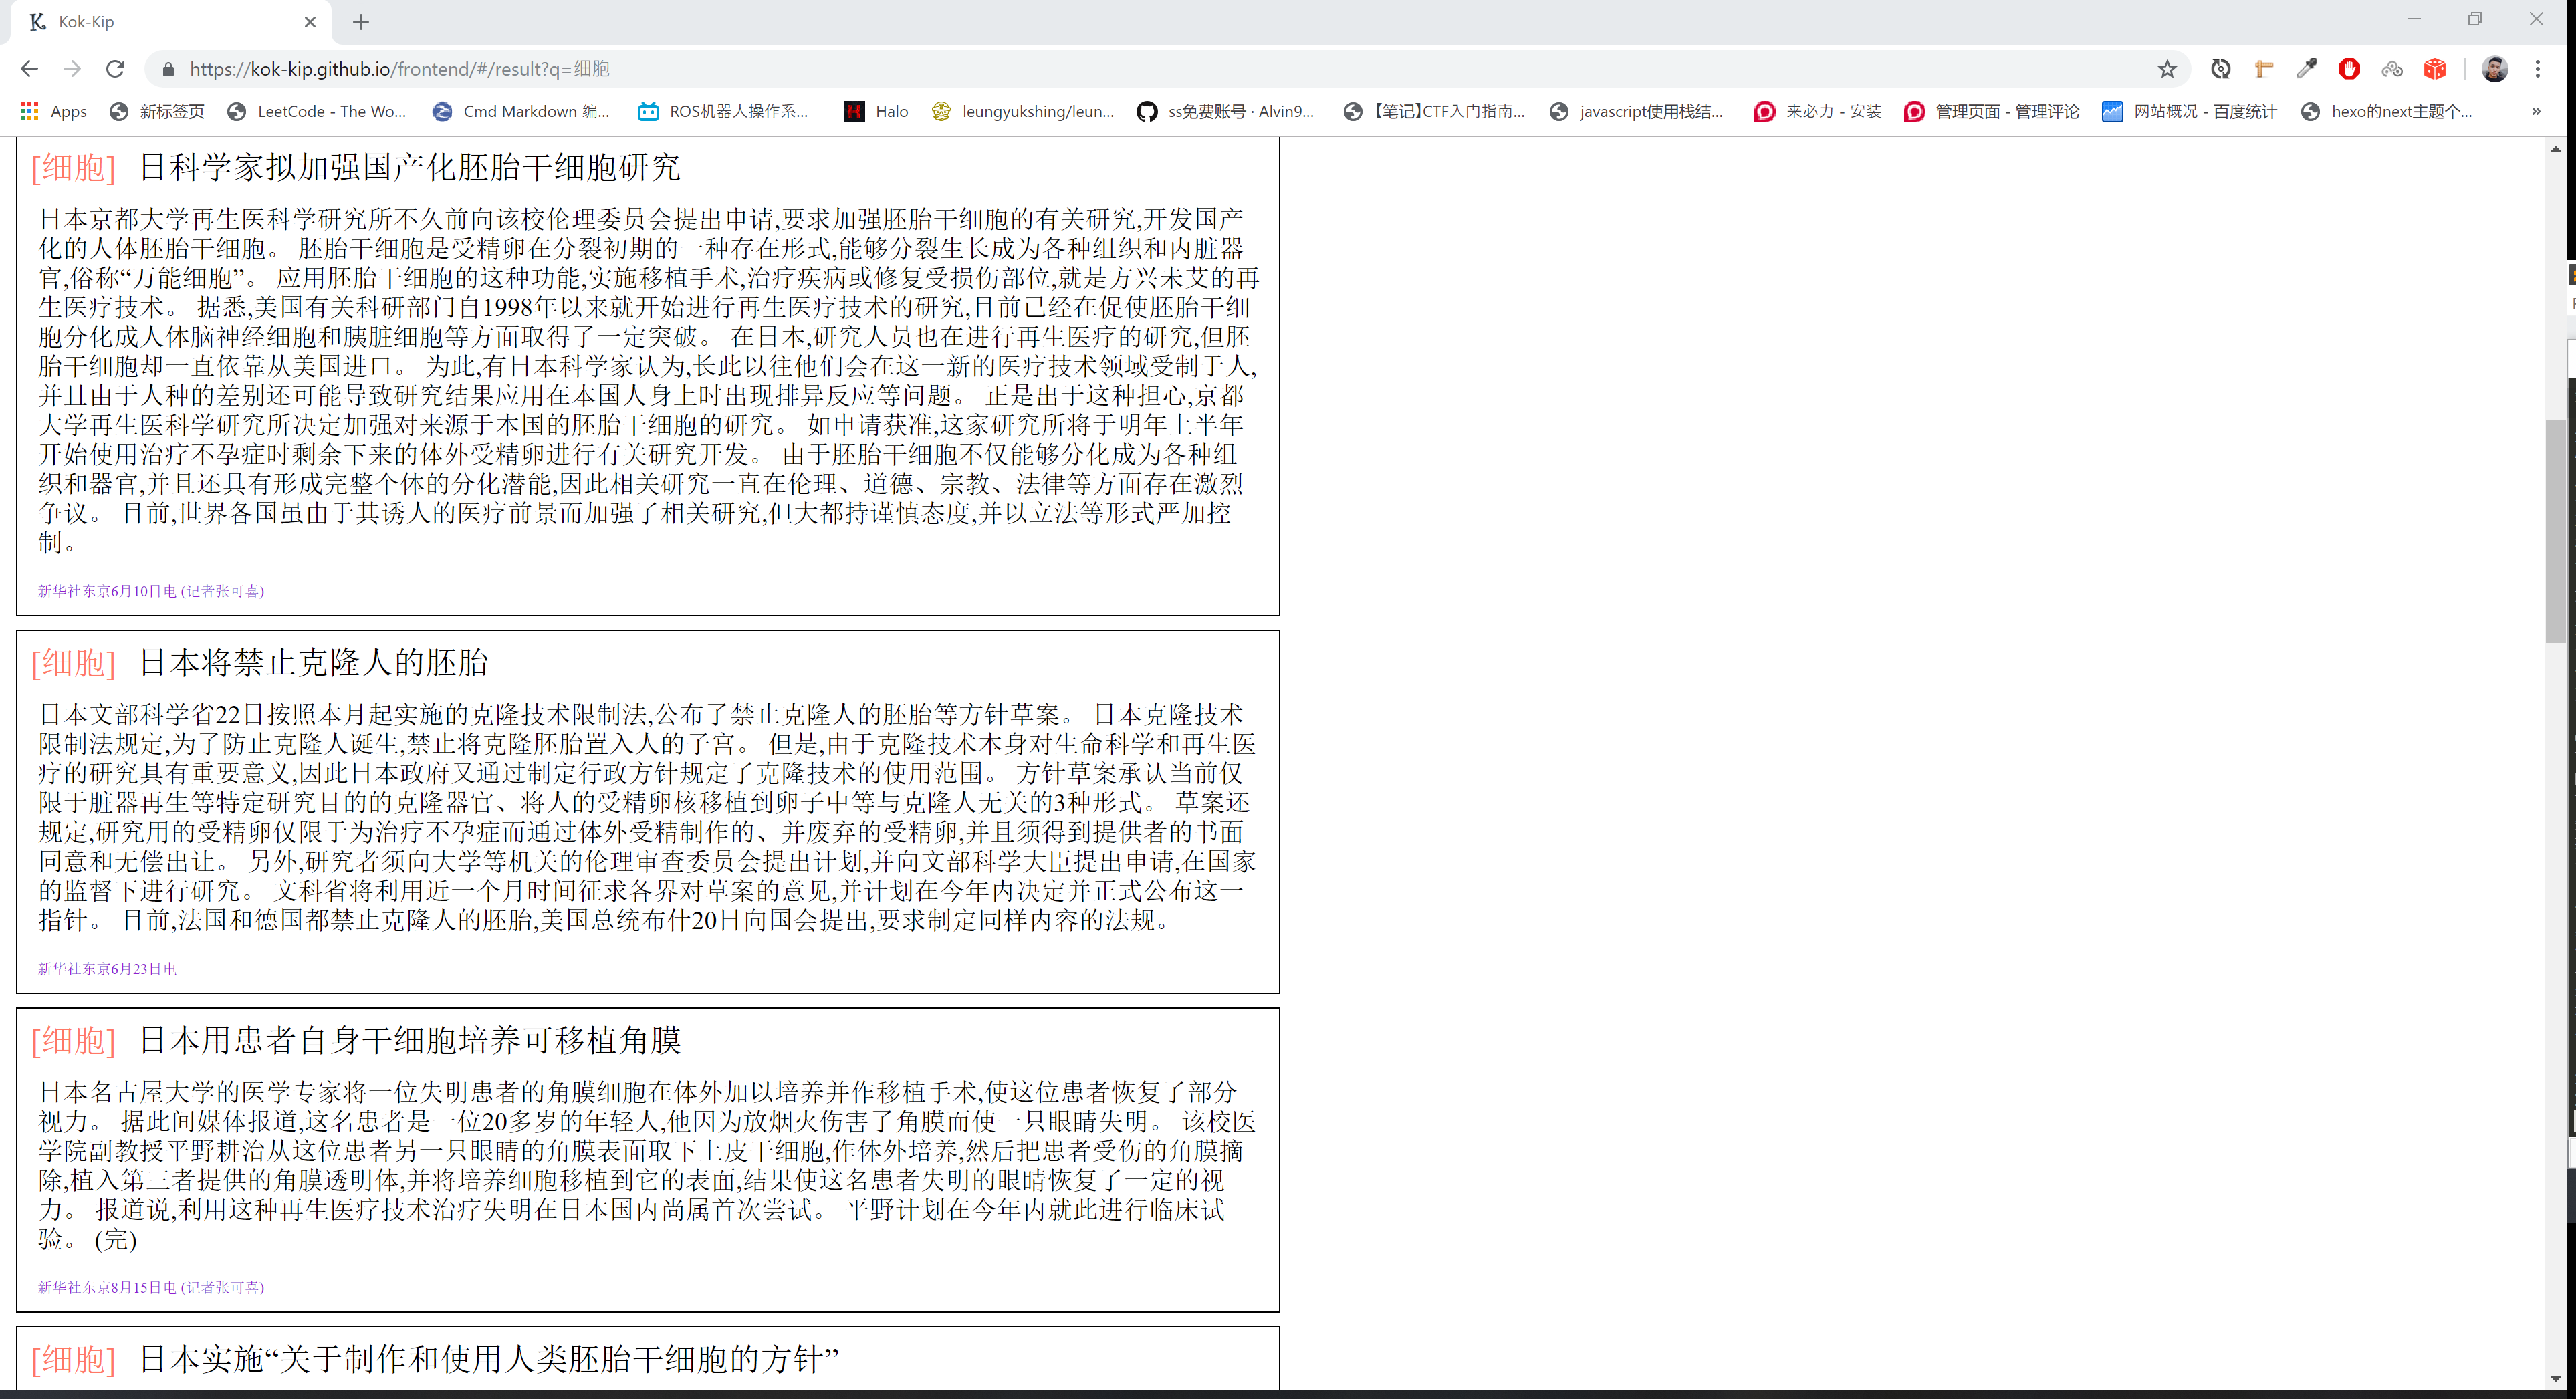 Kok-Kip
https://kok-kip.github.io/frontend/#/result?q=细胞
Apps 新标签页 LeetCode - The Wo... Cmd Markdown 编... ROS机器人操作系... Halo leungyukshing/leun... ss免费账号 · Alvin9... 【笔记】CTF入门指南... javascript使用栈结... 来必力 - 安装 管理页面 - 管理评论 网站概况 - 百度统计 hexo的next主题个... »
[细胞] 日科学家拟加强国产化胚胎干细胞研究
日本京都大学再生医科学研究所不久前向该校伦理委员会提出申请,要求加强胚胎干细胞的有关研究,开发国产
化的人体胚胎干细胞。 胚胎干细胞是受精卵在分裂初期的一种存在形式,能够分裂生长成为各种组织和内脏器
官,俗称“万能细胞”。 应用胚胎干细胞的这种功能,实施移植手术,治疗疾病或修复受损伤部位,就是方兴未艾的再
生医疗技术。 据悉,美国有关科研部门自1998年以来就开始进行再生医疗技术的研究,目前已经在促使胚胎干细
胞分化成人体脑神经细胞和胰脏细胞等方面取得了一定突破。 在日本,研究人员也在进行再生医疗的研究,但胚
胎干细胞却一直依靠从美国进口。 为此,有日本科学家认为,长此以往他们会在这一新的医疗技术领域受制于人,
并且由于人种的差别还可能导致研究结果应用在本国人身上时出现排异反应等问题。 正是出于这种担心,京都
大学再生医科学研究所决定加强对来源于本国的胚胎干细胞的研究。 如申请获准,这家研究所将于明年上半年
开始使用治疗不孕症时剩余下来的体外受精卵进行有关研究开发。 由于胚胎干细胞不仅能够分化成为各种组
织和器官,并且还具有形成完整个体的分化潜能,因此相关研究一直在伦理、道德、宗教、法律等方面存在激烈
争议。 目前,世界各国虽由于其诱人的医疗前景而加强了相关研究,但大都持谨慎态度,并以立法等形式严加控
制。
新华社东京6月10日电 (记者张可喜)
[细胞] 日本将禁止克隆人的胚胎
日本文部科学省22日按照本月起实施的克隆技术限制法,公布了禁止克隆人的胚胎等方针草案。 日本克隆技术
限制法规定,为了防止克隆人诞生,禁止将克隆胚胎置入人的子宫。 但是,由于克隆技术本身对生命科学和再生医
疗的研究具有重要意义,因此日本政府又通过制定行政方针规定了克隆技术的使用范围。 方针草案承认当前仅
限于脏器再生等特定研究目的的克隆器官、将人的受精卵核移植到卵子中等与克隆人无关的3种形式。 草案还
规定,研究用的受精卵仅限于为治疗不孕症而通过体外受精制作的、并废弃的受精卵,并且须得到提供者的书面
同意和无偿出让。 另外,研究者须向大学等机关的伦理审查委员会提出计划,并向文部科学大臣提出申请,在国家
的监督下进行研究。 文科省将利用近一个月时间征求各界对草案的意见,并计划在今年内决定并正式公布这一
指针。 目前,法国和德国都禁止克隆人的胚胎,美国总统布什20日向国会提出,要求制定同样内容的法规。
新华社东京6月23日电
[细胞] 日本用患者自身干细胞培养可移植角膜
日本名古屋大学的医学专家将一位失明患者的角膜细胞在体外加以培养并作移植手术,使这位患者恢复了部分
视力。 据此间媒体报道,这名患者是一位20多岁的年轻人,他因为放烟火伤害了角膜而使一只眼睛失明。 该校医
学院副教授平野耕治从这位患者另一只眼睛的角膜表面取下上皮干细胞,作体外培养,然后把患者受伤的角膜摘
除,植入第三者提供的角膜透明体,并将培养细胞移植到它的表面,结果使这名患者失明的眼睛恢复了一定的视
力。 报道说,利用这种再生医疗技术治疗失明在日本国内尚属首次尝试。 平野计划在今年内就此进行临床试
验。 (完)
新华社东京8月15日电 (记者张可喜)
[细胞] 日本实施“关于制作和使用人类胚胎干细胞的方针”